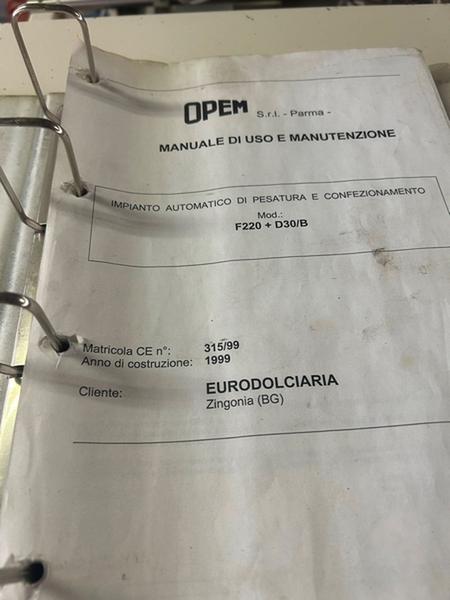 OPEM S.r.l. - Parma -
MANUALE DI USO E MANUTENZIONE
IMPIANTO AUTOMATICO DI PESATURA E CONFEZIONAMENTO
Mod.:
F220 + D30/B
Matricola CE n°: 315/99
Anno di costruzione: 1999
Cliente: EURODOLCIARIA
Zingonia (BG)